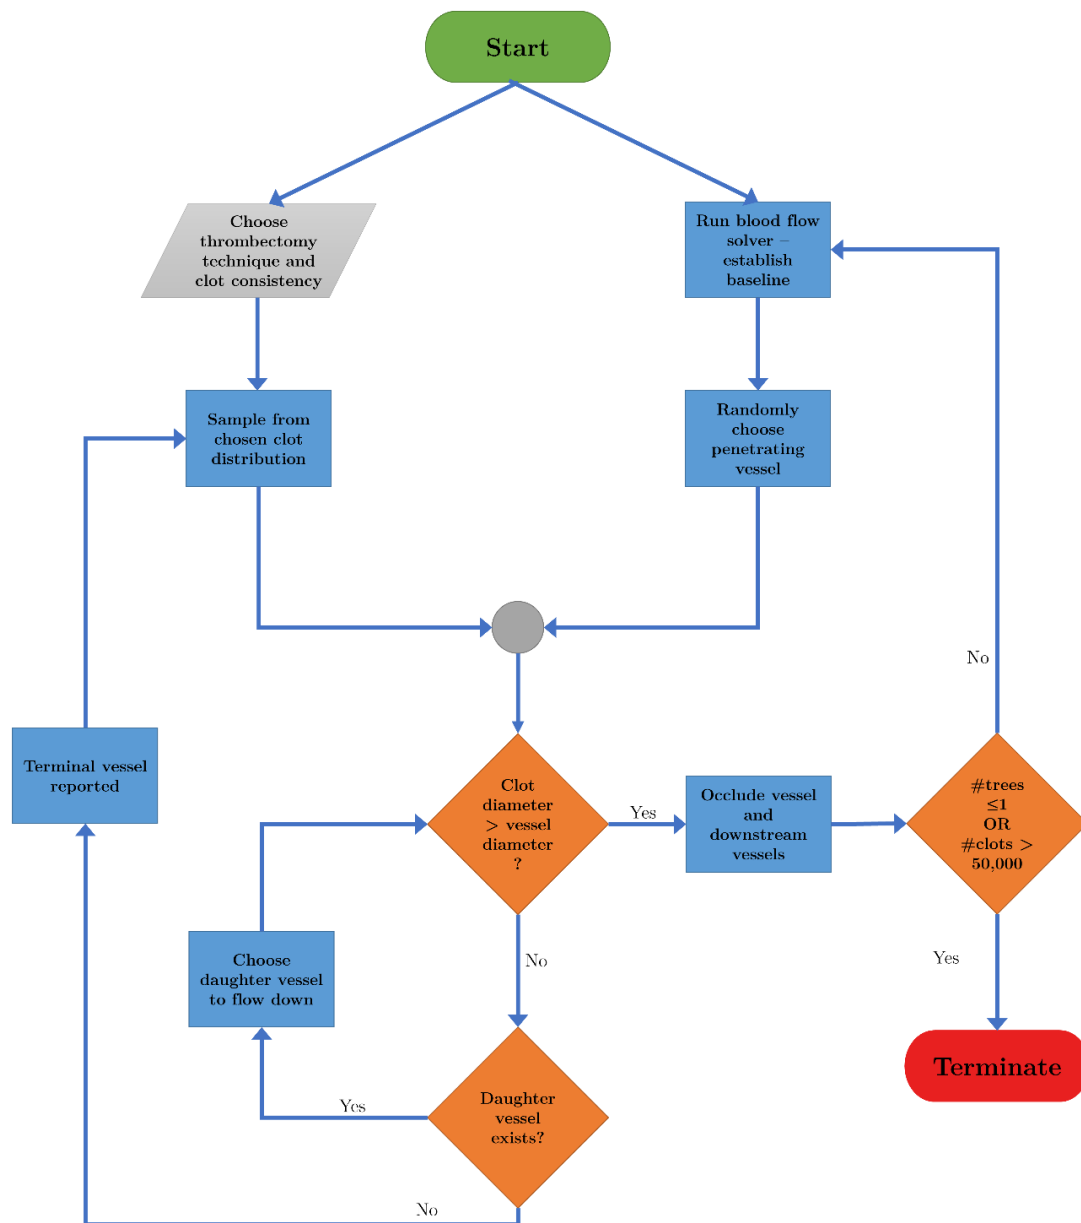 Start
Choose
thrombectomy
technique and
clot consistency
Run blood flow
solver –
establish
baseline
Sample from
chosen clot
distribution
Randomly
choose
penetrating
vessel
No
Terminal vessel
reported
Clot
diameter
> vessel
diameter
?
Yes
Occlude vessel
and
downstream
vessels
#trees
≤1
OR
#clots >
50,000
Choose
daughter vessel
to flow down
No
Yes
Terminate
Daughter
vessel
exists?
Yes
No